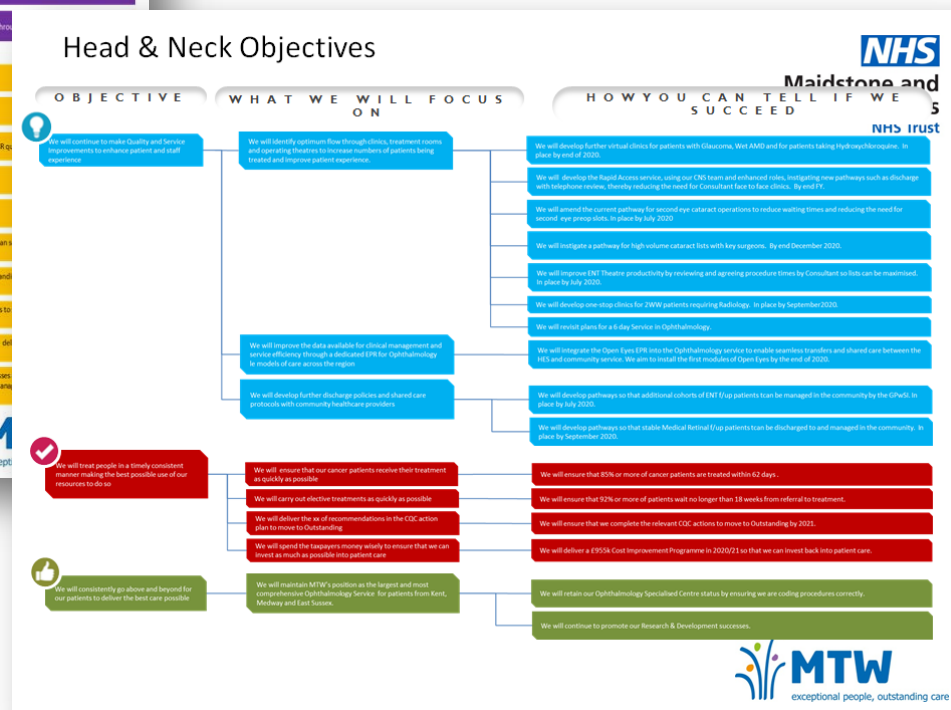 Head & Neck Objectives
NHS
Maidstone and
NHS Trust
OBJECTIVE
WHAT WE WILL FOCUS
ON
HOWYOU CAN TELL IF WE
SUCCEED
We will continue to make Quality and Service
Improvements to enhance patient and staff
experience
We will identify optimum flow through clinics, treatment rooms
and operating theatres to increase numbers of patients being
treated and improve patient experience.
We will develop further virtual clinics for patients with Glaucoma, Wet AMD and for patients taking Hydroxychloroquine. In
place by end of 2020.
We will develop the Rapid Access service, using our CNS team and enhanced roles, instigating new pathways such as discharge
with telephone review, thereby reducing the need for Consultant face to face clinics. By end FY.
We will amend the current pathway for second eye cataract operations to reduce waiting times and reducing the need for
second eye preop slots. In place by July 2020
We will instigate a pathway for high volume cataract lists with key surgeons. By end December 2020.
We will improve ENT Theatre productivity by reviewing and agreeing procedure times by Consultant so lists can be maximised.
In place by July 2020.
We will develop one-stop clinics for 2WW patients requiring Radiology. In place by September2020.
We will revisit plans for a 6 day Service in Ophthalmology.
We will improve the data available for clinical management and
service efficiency through a dedicated EPR for Ophthalmology
le models of care across the region
We will integrate the Open Eyes EPR into the Ophthalmology service to enable seamless transfers and shared care between the
HES and community service. We aim to install the first modules of Open Eyes by the end of 2020.
We will develop further discharge policies and shared care
protocols with community healthcare providers
We will develop pathways so that additional cohorts of ENT f/up patients tcan be managed in the community by the GPwSI. In
place by July 2020.
We will develop pathways so that stable Medical Retinal f/up patients tcan be discharged to and managed in the community. In
place by September 2020.
We will treat people in a timely consistent
manner making the best possible use of our
resources to do so
We will ensure that our cancer patients receive their treatment
as quickly as possible
We will ensure that 85% or more of cancer patients are treated within 62 days .
We will carry out elective treatments as quickly as possible
We will ensure that 92% or more of patients wait no longer than 18 weeks from referral to treatment.
We will deliver the xx of recommendations in the CQC action
plan to move to Outstanding
We will ensure that we complete the relevant CQC actions to move to Outstanding by 2021.
We will spend the taxpayers money wisely to ensure that we can
invest as much as possible into patient care
We will deliver a £955k Cost Improvement Programme in 2020/21 so that we can invest back into patient care.
We will consistently go above and beyond for
our patients to deliver the best care possible
We will maintain MTW's position as the largest and most
comprehensive Ophthalmology Service for patients from Kent,
Medway and East Sussex.
We will retain our Ophthalmology Specialised Centre status by ensuring we are coding procedures correctly.
We will continue to promote our Research & Development successes.
MTW
exceptional people, outstanding care